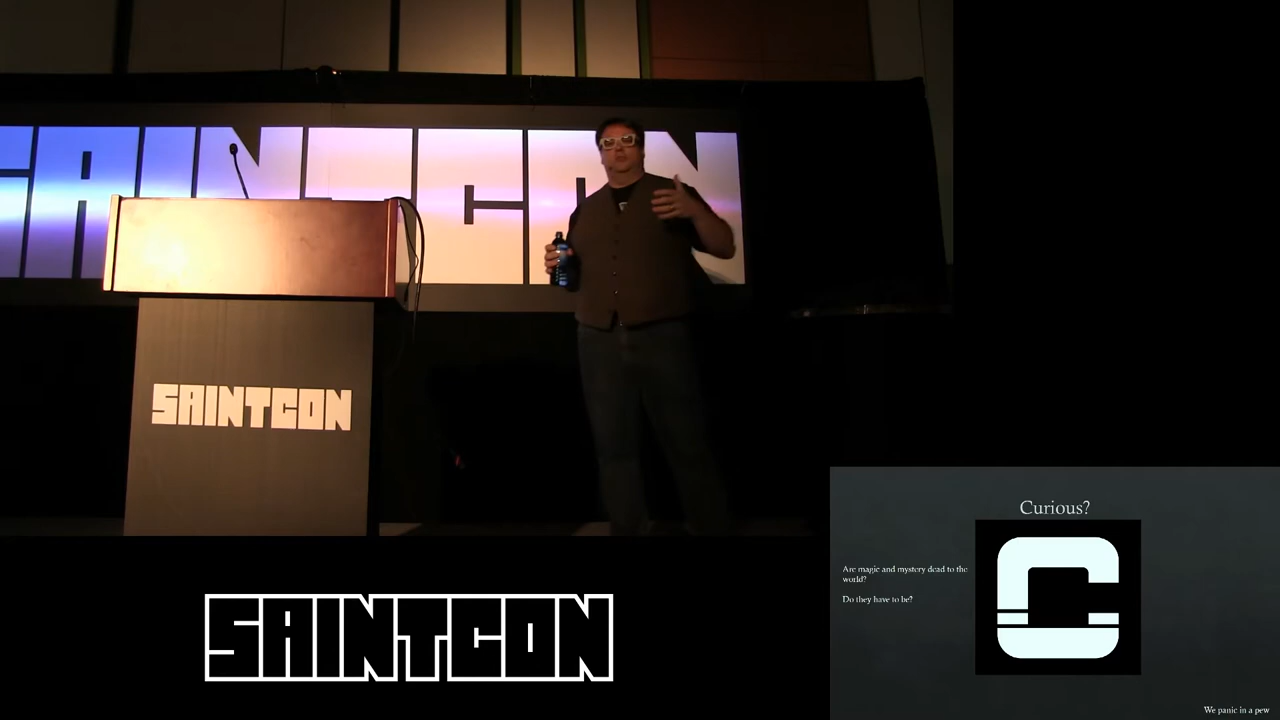 SAINTCON
SAINTCON
SAINTCON
Curious?
Are magic and mystery dead to the
world?
Do they have to be?
C
We panic in a pew